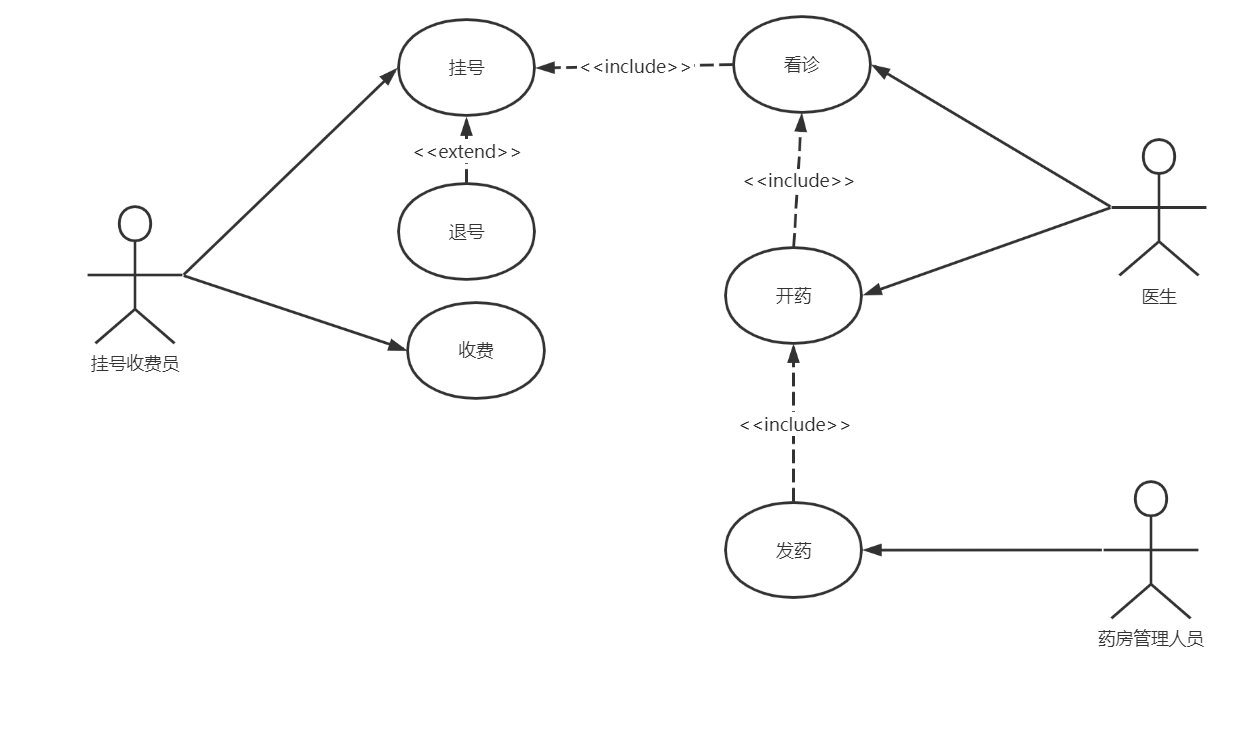 挂号
<<include>>
看诊
<<extend>>
<<include>>
退号
开药
医生
收费
挂号收费员
<<include>>
发药
药房管理人员